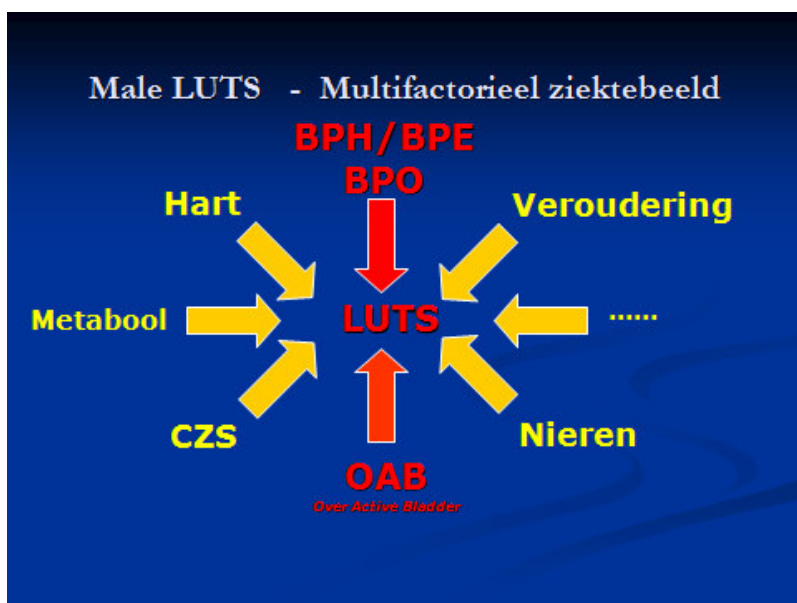 Male LUTS - Multifactorieel ziektebeeld
BPH/BPE
BPO
Hart
Veroudering
Metabool
LUTS
......
CZS
Nieren
OAB
Over Active Bladder